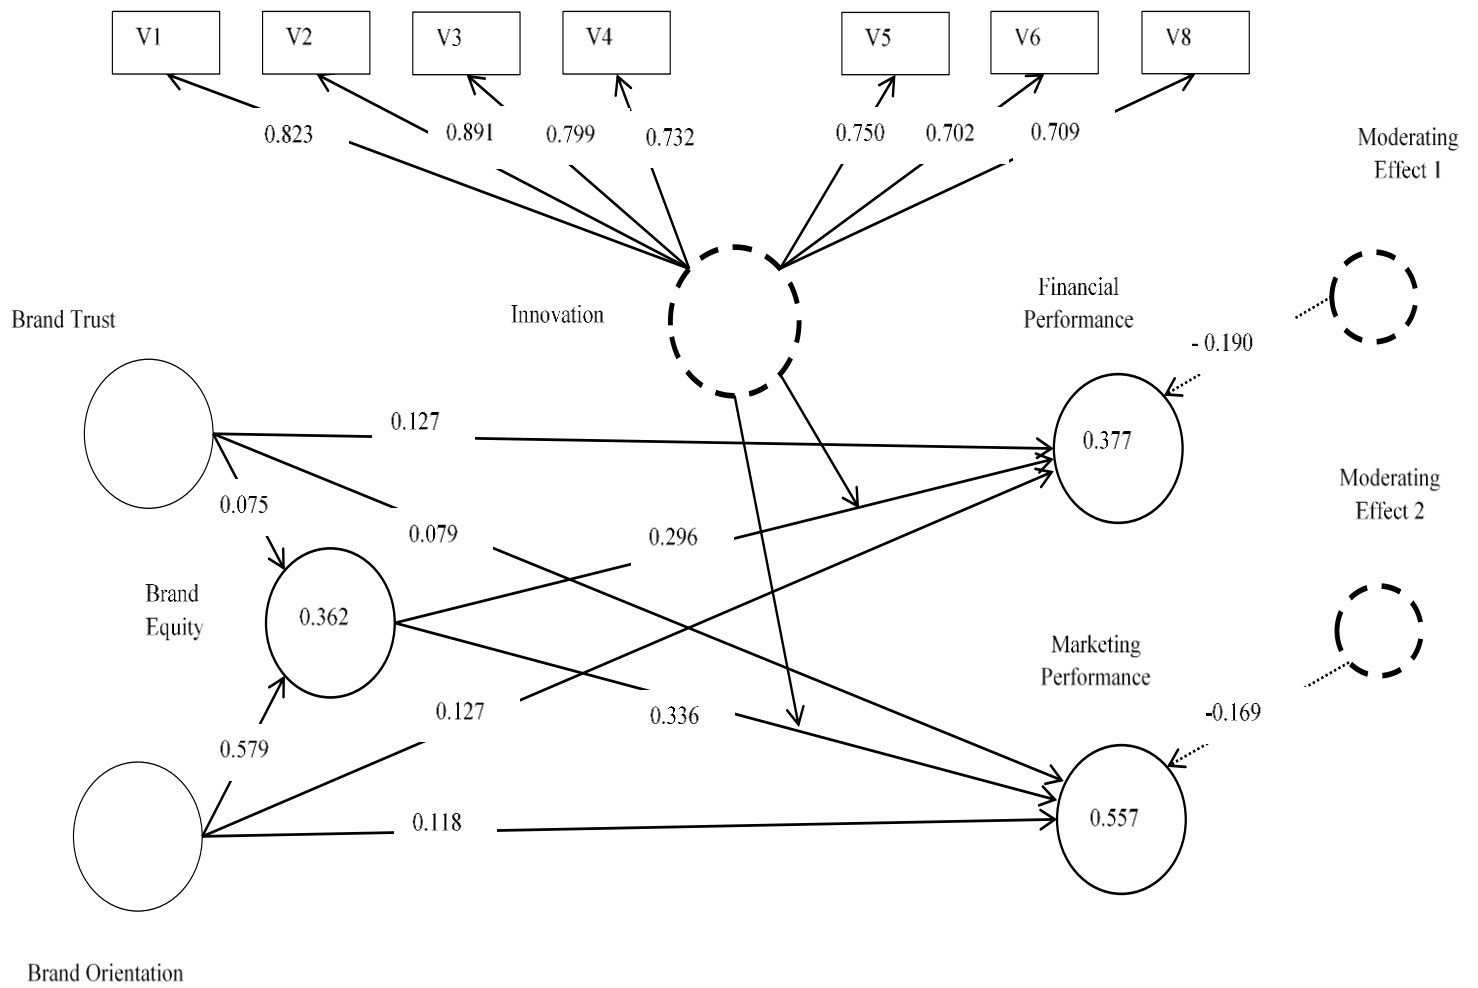 V1
V2
V3
V4
V5
V6
V8
0.823
0.891
0.799
0.732
0.750
0.702
0.709
Moderating
Effect 1
Innovation
Financial
Performance
Brand Trust
- 0.190
0.127
0.377
0.075
0.079
0.296
Moderating
Effect 2
Brand
Equity
0.362
Marketing
Performance
0.127
0.336
-0.169
0.579
0.118
0.557
Brand Orientation